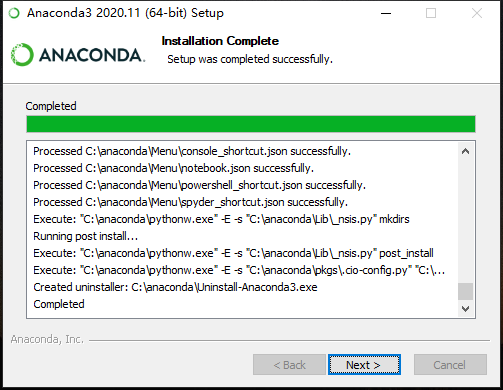 Anaconda3 2020.11 (64-bit) Setup
ANACONDA.
Installation Complete
Setup was completed successfully.
Completed
Processed C:\anaconda\Menu\console_shortcut.json successfully.
Processed C:\anaconda\Menu\notebook.json successfully.
Processed C:\anaconda\Menu\powershell_shortcut.json successfully.
Processed C:\anaconda\Menu\spyder_shortcut.json successfully.
Execute: "C:\anaconda\pythonw.exe" -E -s "C:\anaconda\Lib\_nsis.py" mkdirs
Running post install...
Execute: "C:\anaconda\pythonw.exe" -E -s "C:\anaconda\Lib\_nsis.py" post_install
Execute: "C:\anaconda\pythonw.exe" -E -s "C:\anaconda\pkgs\.cio-config.py" "C:\...
Created uninstaller: C:\anaconda\Uninstall-Anaconda3.exe
Completed
Anaconda, Inc.
< Back Next > Cancel